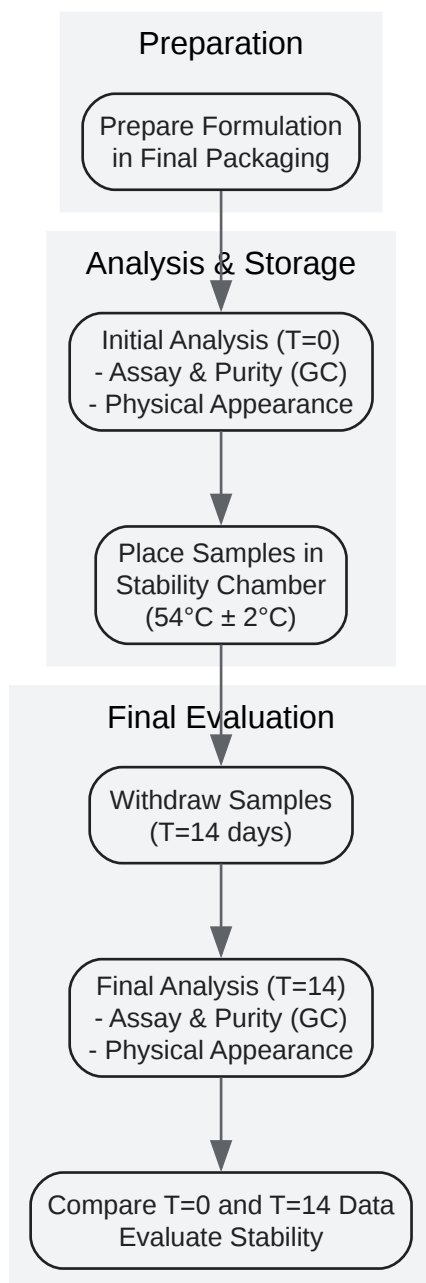 Preparation
Prepare Formulation
in Final Packaging
Analysis & Storage
Initial Analysis (T=0)
- Assay & Purity (GC)
- Physical Appearance
Place Samples in
Stability Chamber
(54°C ± 2°C)
Final Evaluation
Withdraw Samples
(T=14 days)
Final Analysis (T=14)
- Assay & Purity (GC)
- Physical Appearance
Compare T=0 and T=14 Data
Evaluate Stability